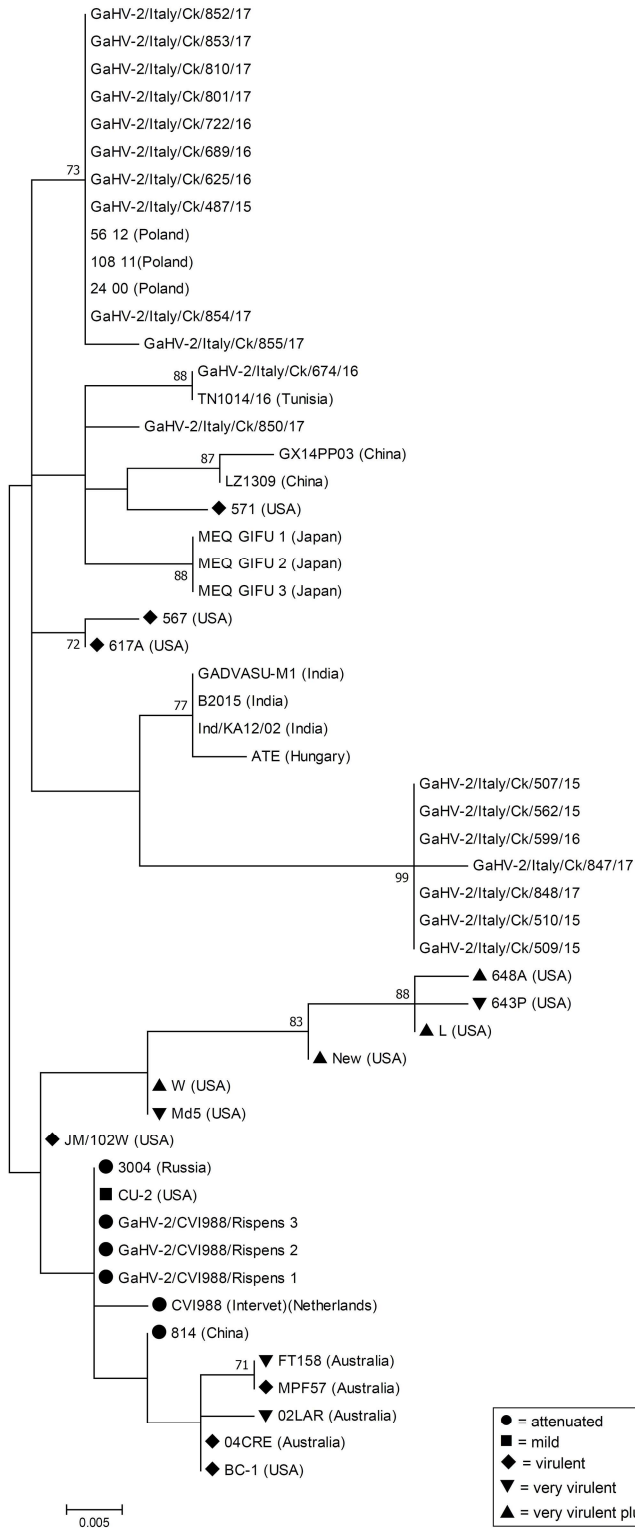 GaHV-2/Italy/Ck/852/17
GaHV-2/Italy/Ck/853/17
GaHV-2/Italy/Ck/810/17
GaHV-2/Italy/Ck/801/17
GaHV-2/Italy/Ck/722/16
GaHV-2/Italy/Ck/689/16
73
GaHV-2/Italy/Ck/625/16
GaHV-2/Italy/Ck/487/15
56 12 (Poland)
108 11(Poland)
24 00 (Poland)
GaHV-2/Italy/Ck/854/17
GaHV-2/Italy/Ck/855/17
88
GaHV-2/Italy/Ck/674/16
TN1014/16 (Tunisia)
GaHV-2/Italy/Ck/850/17
87
GX14PP03 (China)
LZ1309 (China)
571 (USA)
MEQ GIFU 1 (Japan)
MEQ GIFU 2 (Japan)
88
MEQ GIFU 3 (Japan)
567 (USA)
72
617A (USA)
GADVASU-M1 (India)
77
B2015 (India)
Ind/KA12/02 (India)
ATE (Hungary)
GaHV-2/Italy/Ck/507/15
GaHV-2/Italy/Ck/562/15
GaHV-2/Italy/Ck/599/16
GaHV-2/Italy/Ck/847/17
99
GaHV-2/Italy/Ck/848/17
GaHV-2/Italy/Ck/510/15
GaHV-2/Italy/Ck/509/15
648A (USA)
88
643P (USA)
83
L (USA)
New (USA)
W (USA)
Md5 (USA)
JM/102W (USA)
3004 (Russia)
CU-2 (USA)
GaHV-2/CVI988/Rispens 3
GaHV-2/CVI988/Rispens 2
GaHV-2/CVI988/Rispens 1
CVI988 (Intervet)(Netherlands)
814 (China)
71
FT158 (Australia)
MPF57 (Australia)
02LAR (Australia)
04CRE (Australia)
BC-1 (USA)
0.005
= attenuated
= mild
= virulent
= very virulent
= very virulent plu